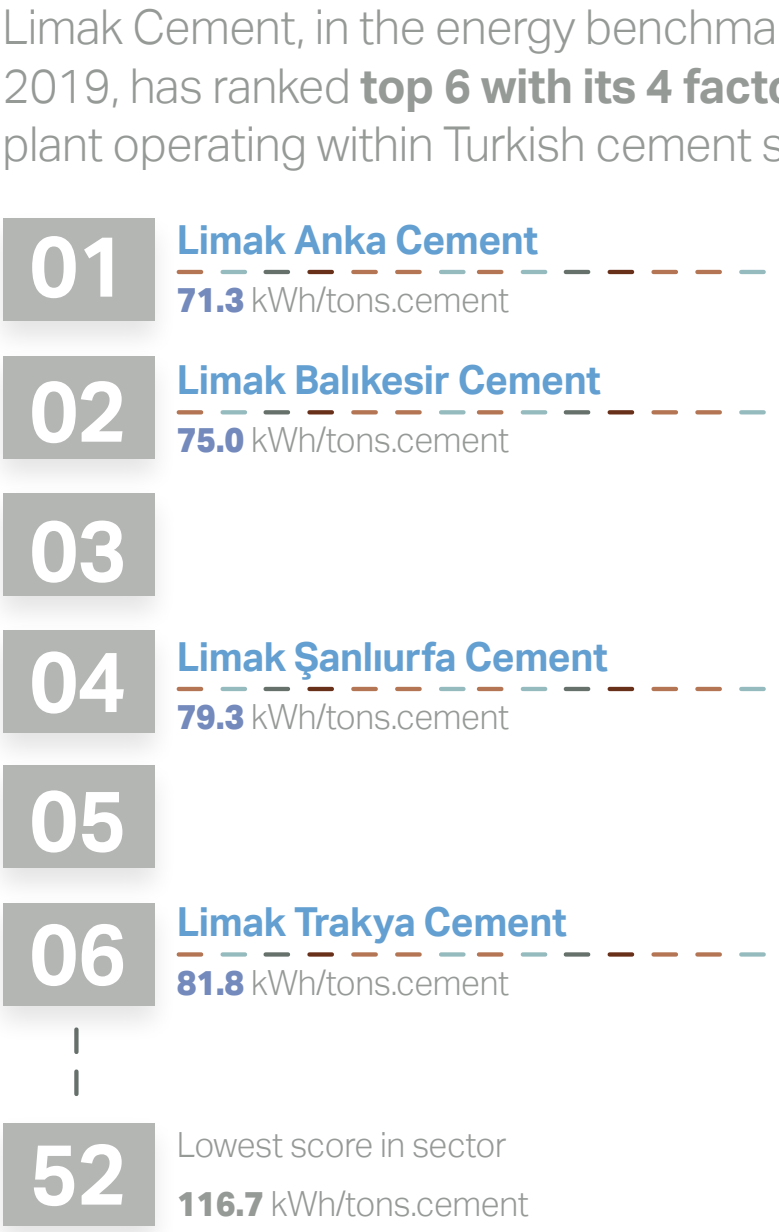 Limak Cement, in the energy benchma
2019, has ranked top 6 with its 4 facto
plant operating within Turkish cement s
01
Limak Anka Cement
71.3 kWh/tons.cement
02
Limak Balıkesir Cement
75.0 kWh/tons.cement
03
04
Limak Şanlıurfa Cement
79.3 kWh/tons.cement
05
06
Limak Trakya Cement
81.8 kWh/tons.cement
52
Lowest score in sector
116.7 kWh/tons.cement